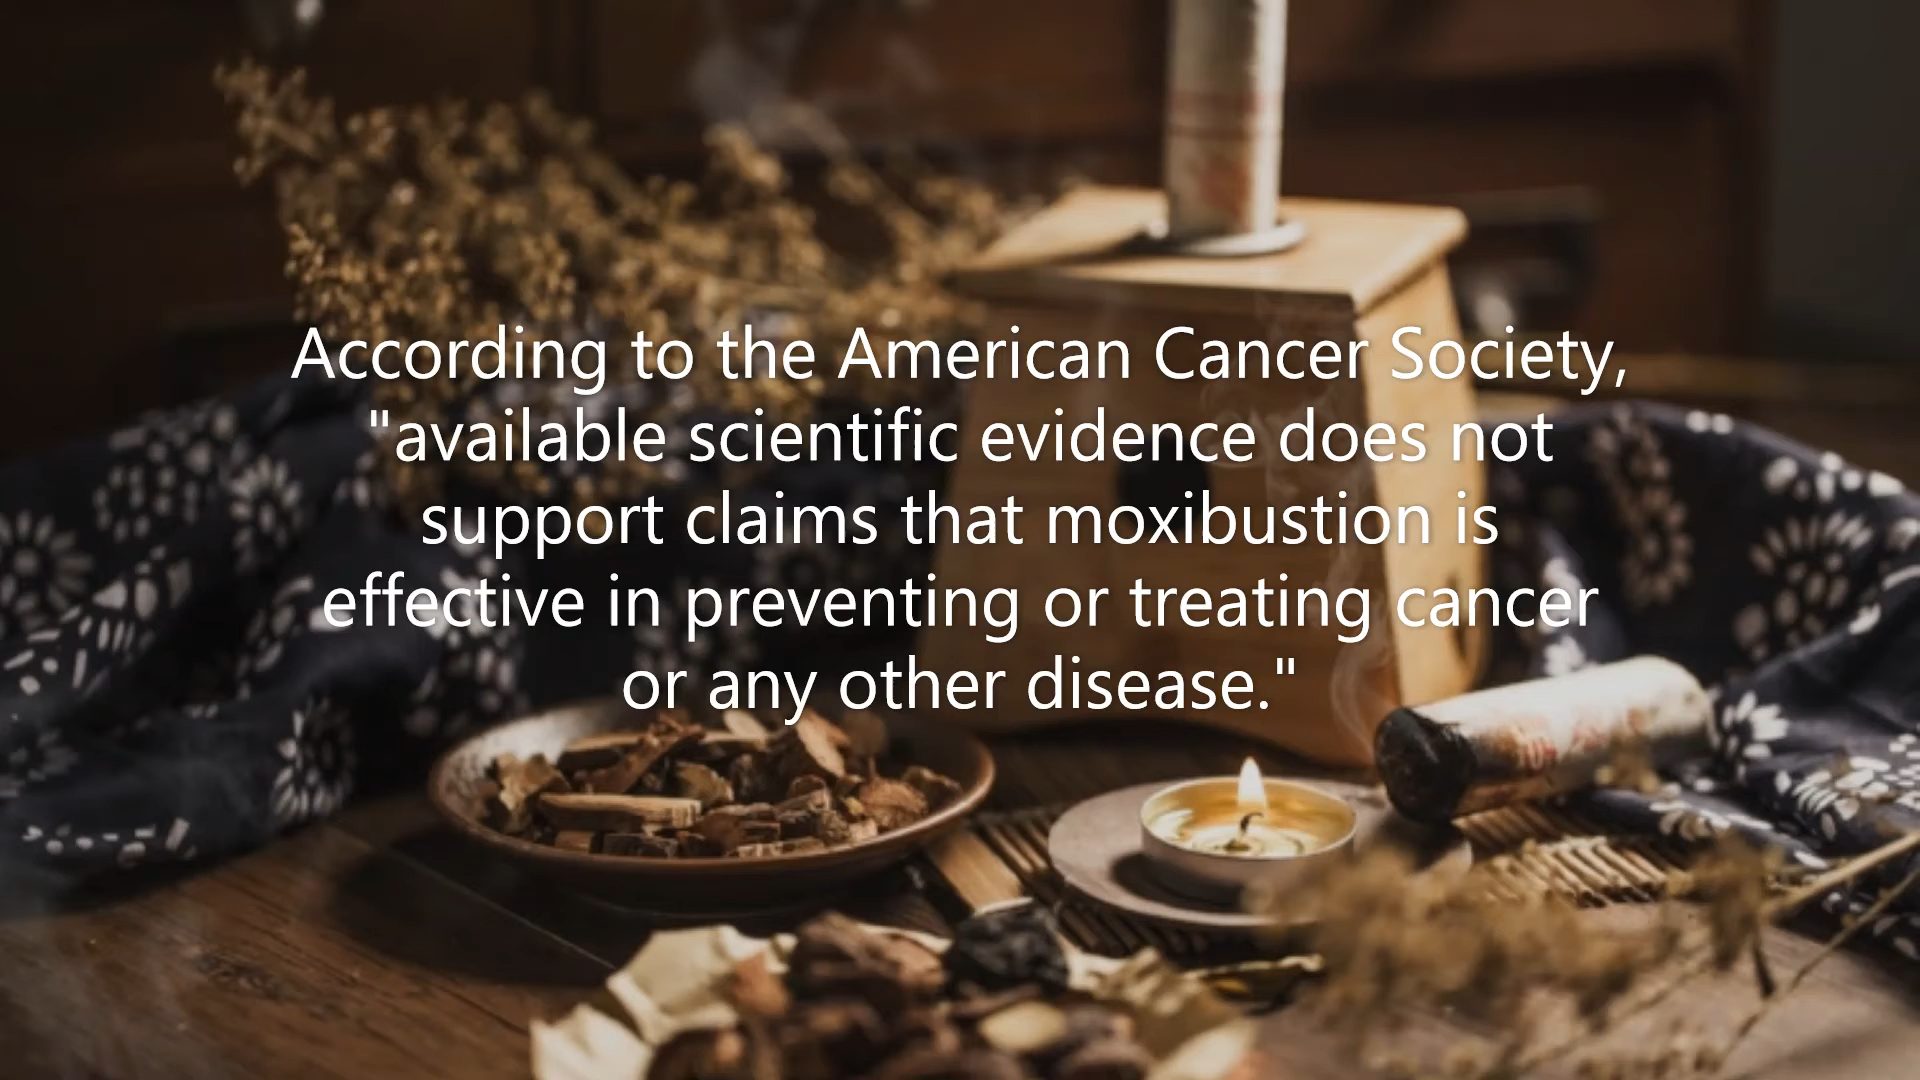 According to the American Cancer Society,
"available scientific evidence does not
support claims that moxibustion is
effective in preventing or treating cancer
or any other disease."